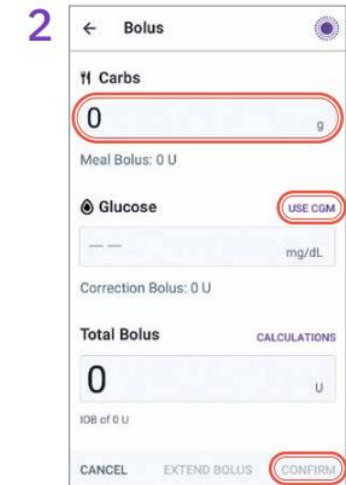 2
← Bolus
Carbs
0 g
Meal Bolus: 0 U
Glucose USE CGM
-- mg/dL
Correction Bolus: 0 U
Total Bolus CALCULATIONS
0 U
IOB of 0 U
CANCEL EXTEND BOLUS CONFIRM